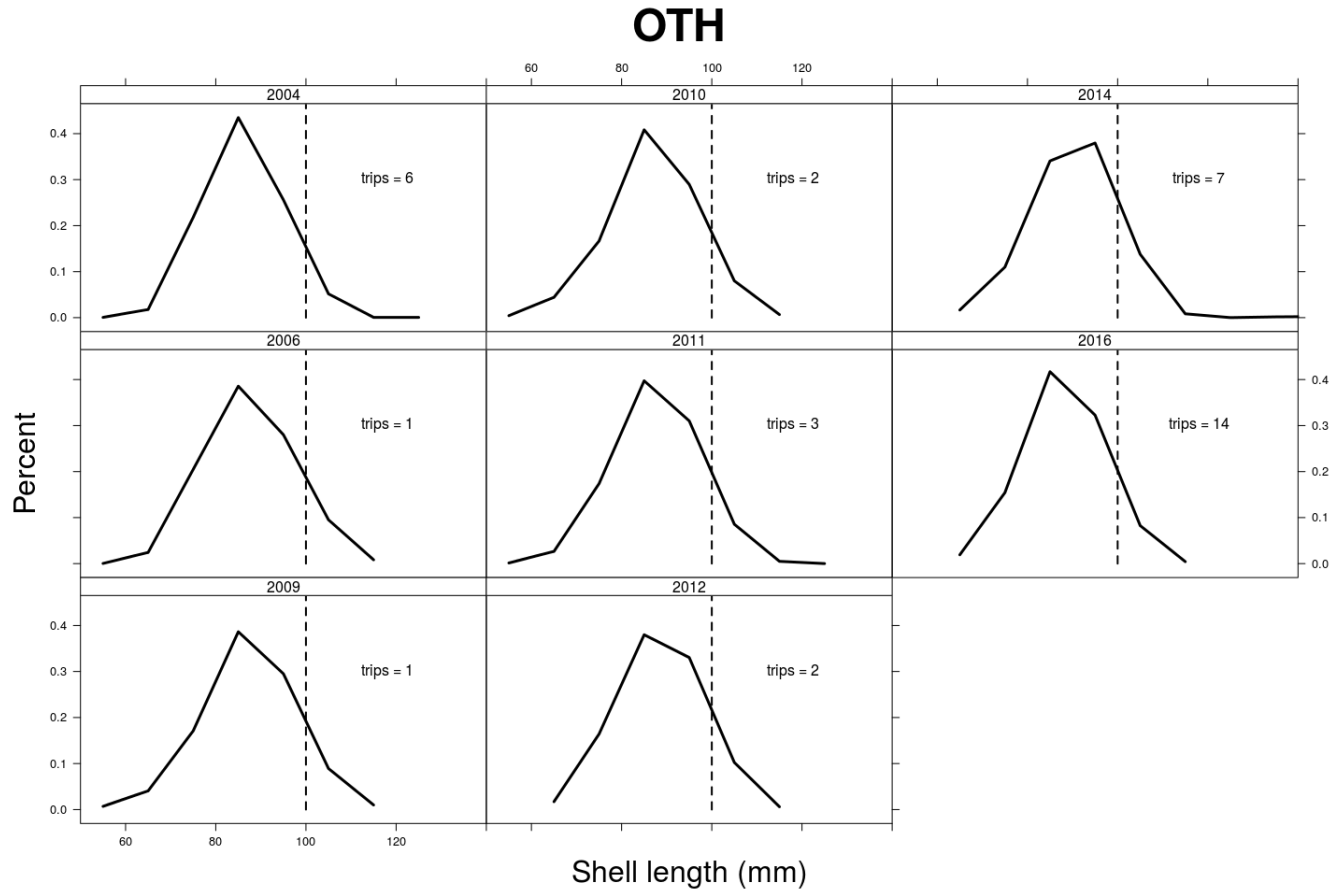 OTH
60 80 100 120
2004 2010 2014
0.4
0.3 trips = 6 trips = 2 trips = 7
0.2
0.1
0.0
2006 2011 2016
0.4
trips = 1 trips = 3 trips = 14 0.3
0.2
0.1
0.0
Percent
2009 2012
0.4
0.3 trips = 1 trips = 2
0.2
0.1
0.0
60 80 100 120
Shell length (mm)